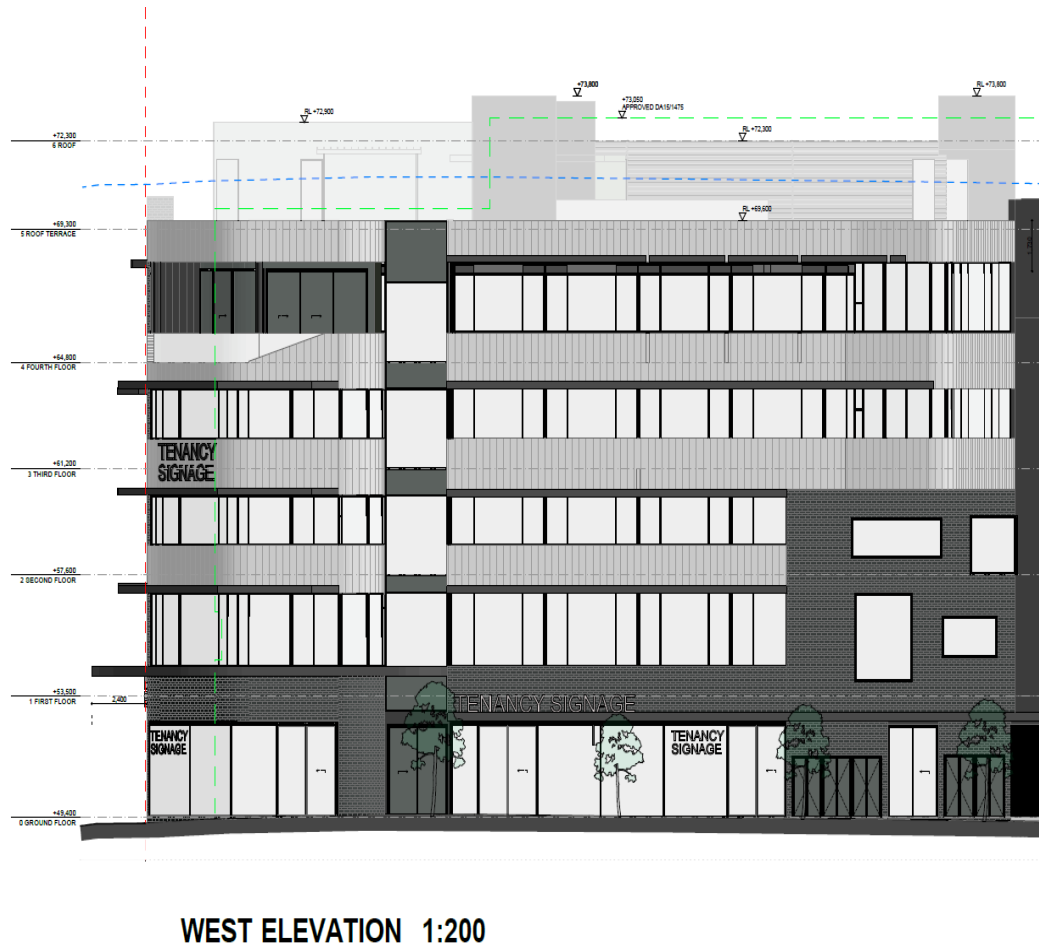 +73,800
RL +73,800
+73,050
APPROVED DA15/1475
RL +72,900
+72,300
6 ROOF
RL +72,300
RL +69,600
+69,300
5 ROOF TERRACE
+64,800
4 FOURTH FLOOR
TENANCY
SIGNAGE
+61,200
3 THIRD FLOOR
+57,600
2 SECOND FLOOR
+53,500
1 FIRST FLOOR
2,400
TENANCY SIGNAGE
TENANCY
SIGNAGE
TENANCY
SIGNAGE
+49,400
0 GROUND FLOOR
WEST ELEVATION 1:200